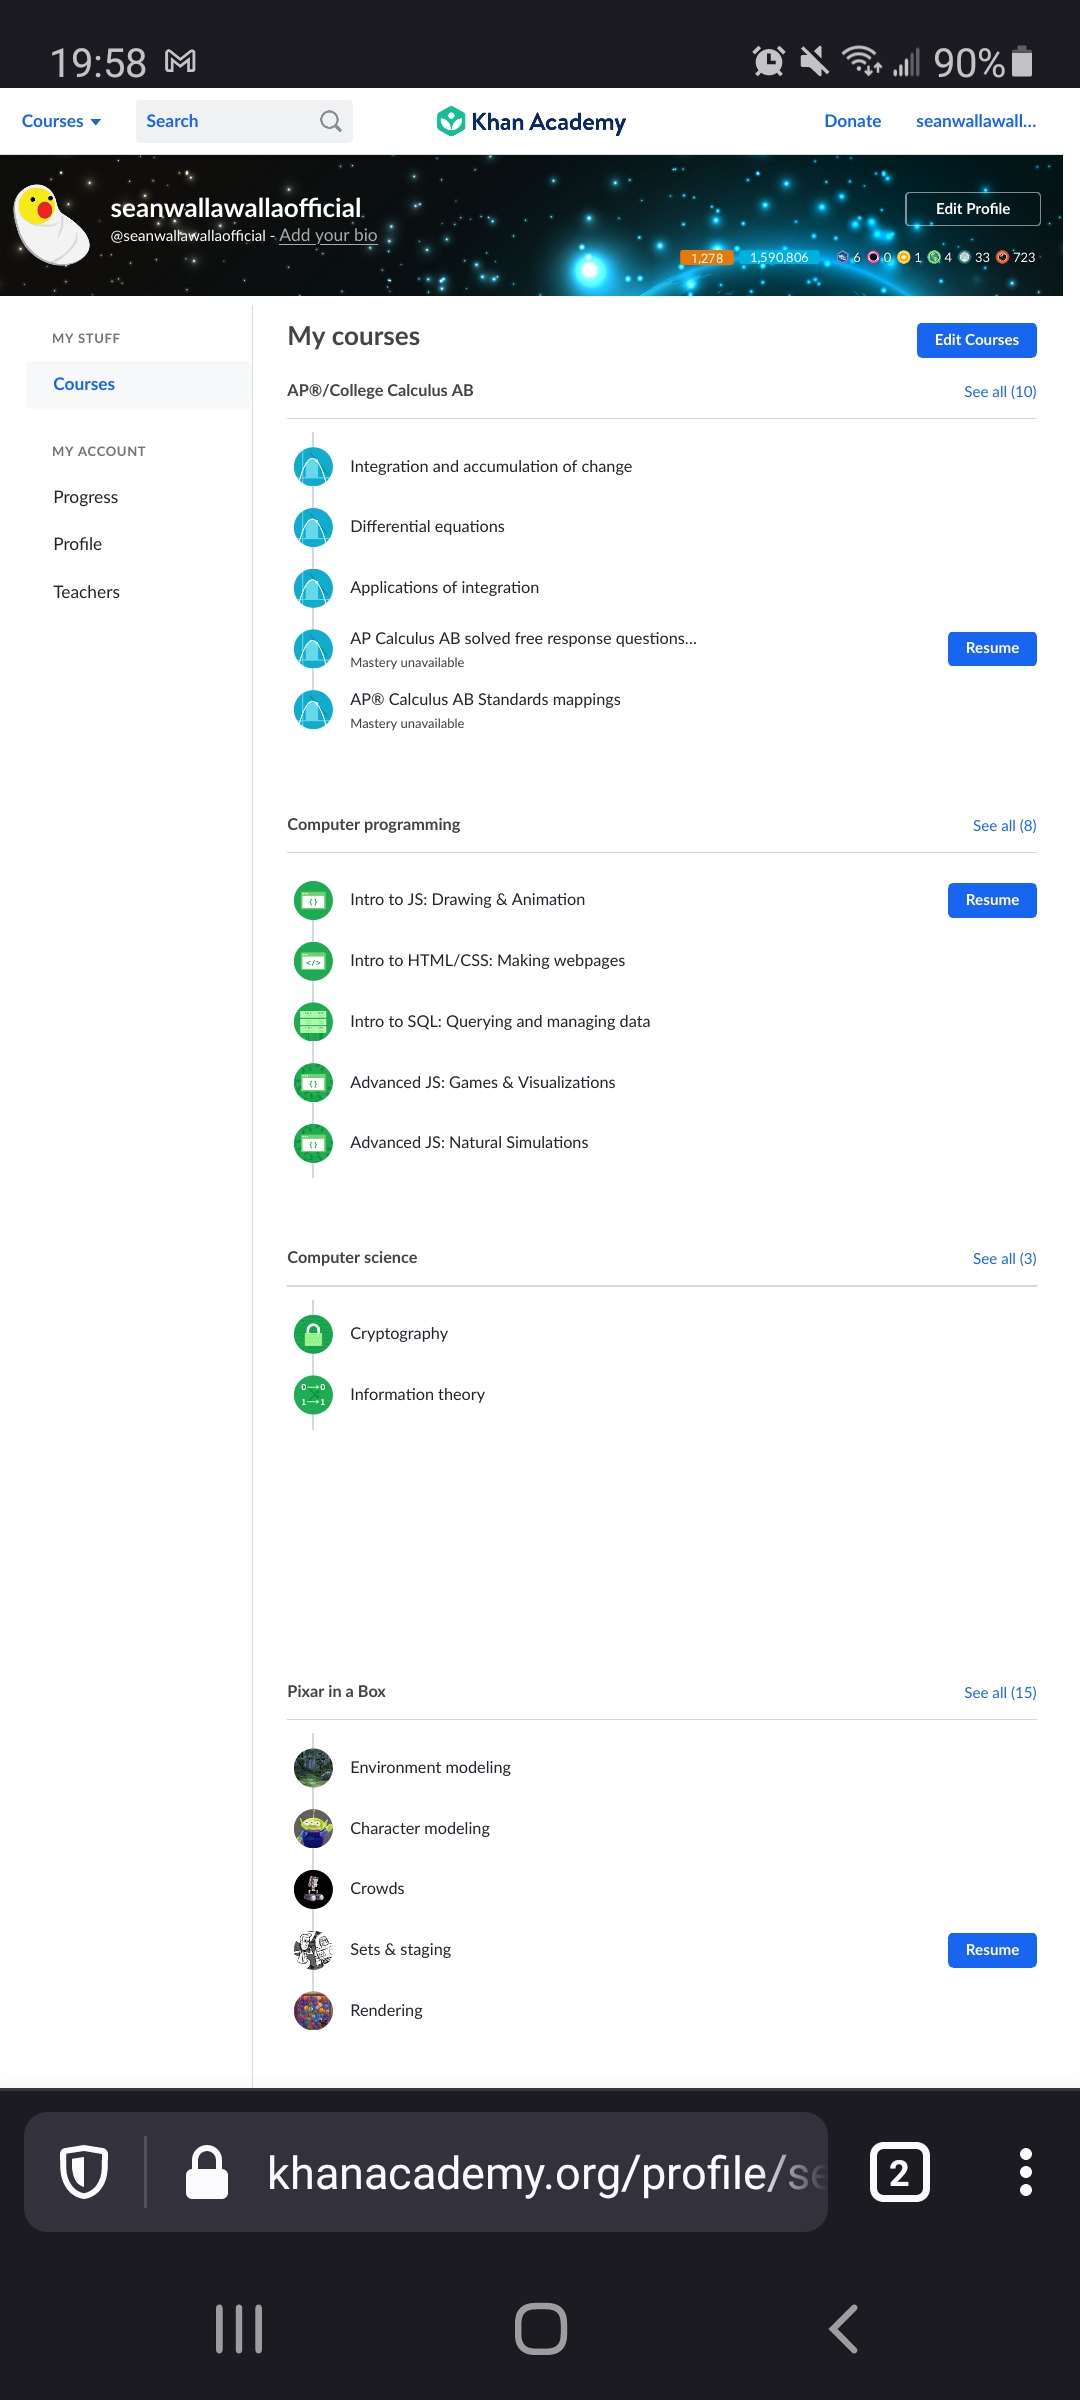 19:58
90%
Courses
Search
Khan Academy
Donate
seanwallawall...
seanwallawallaofficial
@seanwallawallaofficial - Add your bio
Edit Profile
1,278 1,590,806 6 0 1 4 33 723
MY STUFF
Courses
MY ACCOUNT
Progress
Profile
Teachers
My courses
Edit Courses
AP®/College Calculus AB
See all (10)
Integration and accumulation of change
Differential equations
Applications of integration
AP Calculus AB solved free response questions...
Mastery unavailable
Resume
AP® Calculus AB Standards mappings
Mastery unavailable
Computer programming
See all (8)
Intro to JS: Drawing & Animation
Resume
Intro to HTML/CSS: Making webpages
Intro to SQL: Querying and managing data
Advanced JS: Games & Visualizations
Advanced JS: Natural Simulations
Computer science
See all (3)
Cryptography
0→0
1→1
Information theory
Pixar in a Box
See all (15)
Environment modeling
Character modeling
Crowds
Sets & staging
Resume
Rendering
khanacademy.org/profile/se
2